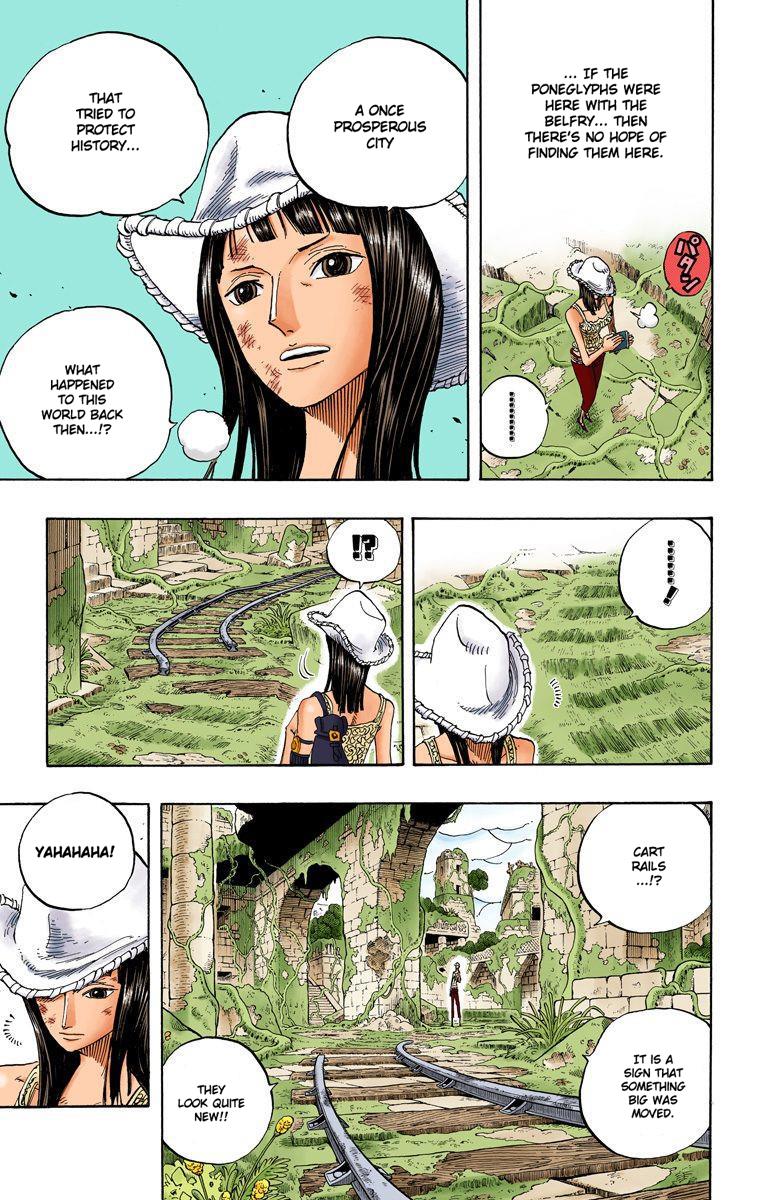 ... IF THE
PONEGLYPHS WERE
HERE WITH THE
BELFRY... THEN
THERE'S NO HOPE OF
FINDING THEM HERE.
パタン
........
A ONCE
PROSPEROUS
CITY
THAT
TRIED TO
PROTECT
HISTORY...
WHAT
HAPPENED
TO THIS
WORLD BACK
THEN...!?
......!
!?
CART
RAILS
...!?
IT IS A
SIGN THAT
SOMETHING
BIG WAS
MOVED.
THEY
LOOK QUITE
NEW!!
YAHAHAHA!